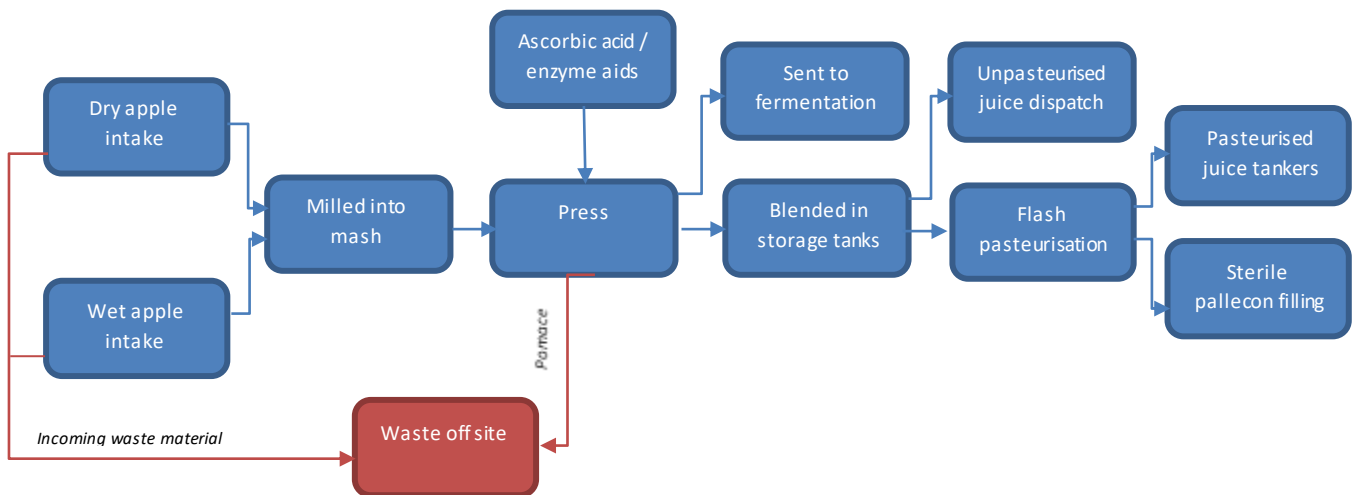 Ascorbic acid /
enzyme aids
Sent to
fermentation
Unpasteurised
juice dispatch
Dry apple
intake
Pasteurised
juice tankers
Milled into
mash
Press
Blended in
storage tanks
Flash
pasteurisation
Sterile
pallecon filling
Wet apple
intake
Pamace
Waste off site
Incoming waste material